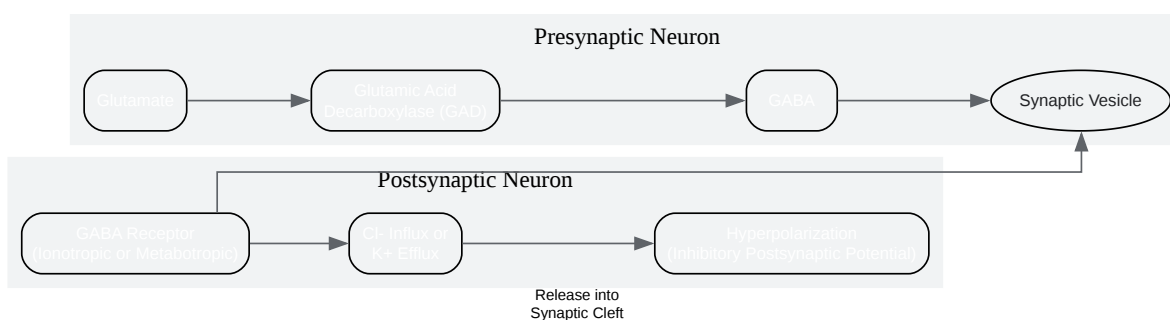 Presynaptic Neuron
Glutamate
Glutamic Acid
Decarboxylase (GAD)
GABA
Synaptic Vesicle
Postsynaptic Neuron
GABA Receptor
(Ionotropic or Metabotropic)
Cl- Influx or
K+ Efflux
Hyperpolarization
(Inhibitory Postsynaptic Potential)
Release into
Synaptic Cleft